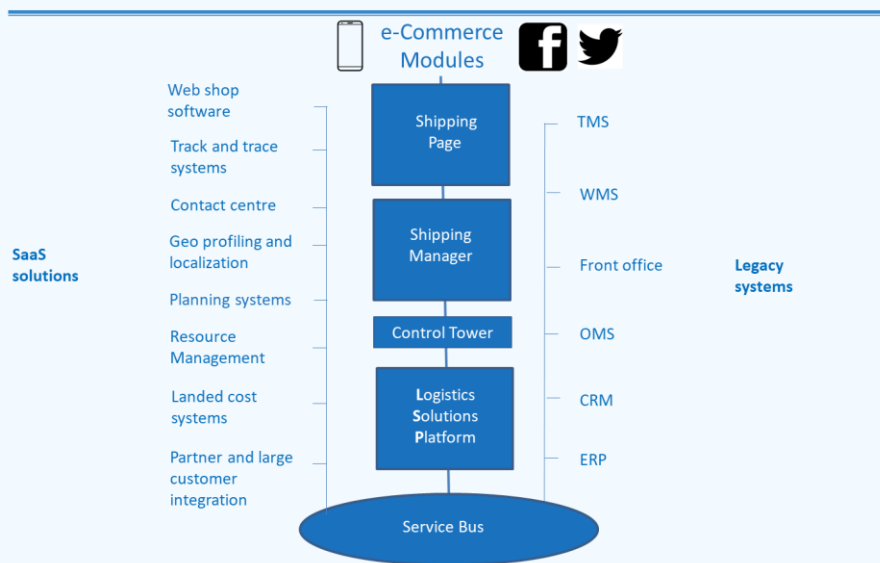 e-Commerce
Modules
Web shop
software
Track and trace
systems
Contact centre
Geo profiling and
localization
Planning systems
Resource
Management
Landed cost
systems
Partner and large
customer
integration
SaaS
solutions
Shipping
Page
Shipping
Manager
Control Tower
Logistics
Solutions
Platform
Service Bus
TMS
WMS
Front office
OMS
CRM
ERP
Legacy
systems